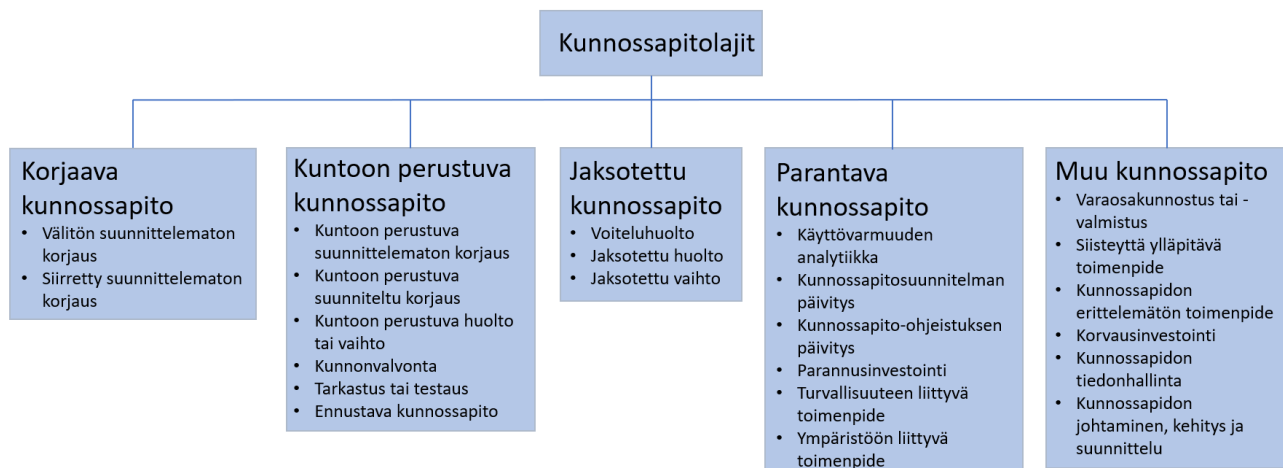 Kunnossapitolajit
Korjaava
kunnossapito
• Välitön suunnittelematon
korjaus
• Siirretty suunnittelematon
korjaus
Kuntoon perustuva
kunnossapito
• Kuntoon perustuva
suunnittelematon korjaus
• Kuntoon perustuva
suunniteltu korjaus
• Kuntoon perustuva huolto
tai vaihto
• Kunnonvalvonta
• Tarkastus tai testaus
• Ennustava kunnossapito
Jaksotettu
kunnossapito
• Voiteluhuolto
• Jaksotettu huolto
• Jaksotettu vaihto
Parantava
kunnossapito
• Käyttövarmuuden
analytiikka
• Kunnossapitosuunnitelman
päivitys
• Kunnossapito-ohjeistuksen
päivitys
• Parannusinvestointi
• Turvallisuuteen liittyvä
toimenpide
• Ympäristöön liittyvä
toimenpide
Muu kunnossapito
• Varaosakunnostus tai -
valmistus
• Siisteyttä ylläpitävä
toimenpide
• Kunnossapidon
erittelemätön toimenpide
• Korvausinvestointi
• Kunnossapidon
tiedonhallinta
• Kunnossapidon
johtaminen, kehitys ja
suunnittelu